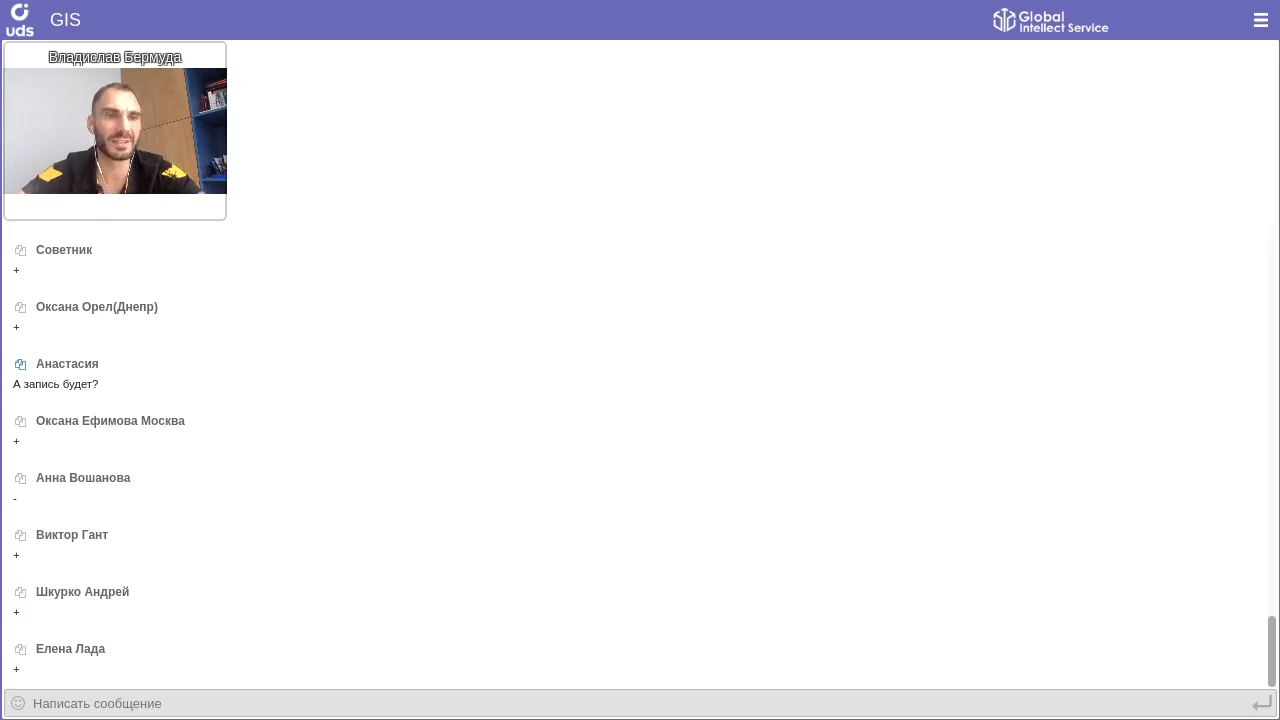 uds
GIS
Global
Intellect Service
Владислав Бермуда
Советник
+
Оксана Орел(Днепр)
+
Анастасия
А запись будет?
Оксана Ефимова Москва
+
Анна Вошанова
-
Виктор Гант
+
Шкурко Андрей
+
Елена Лада
+
Написать сообщение